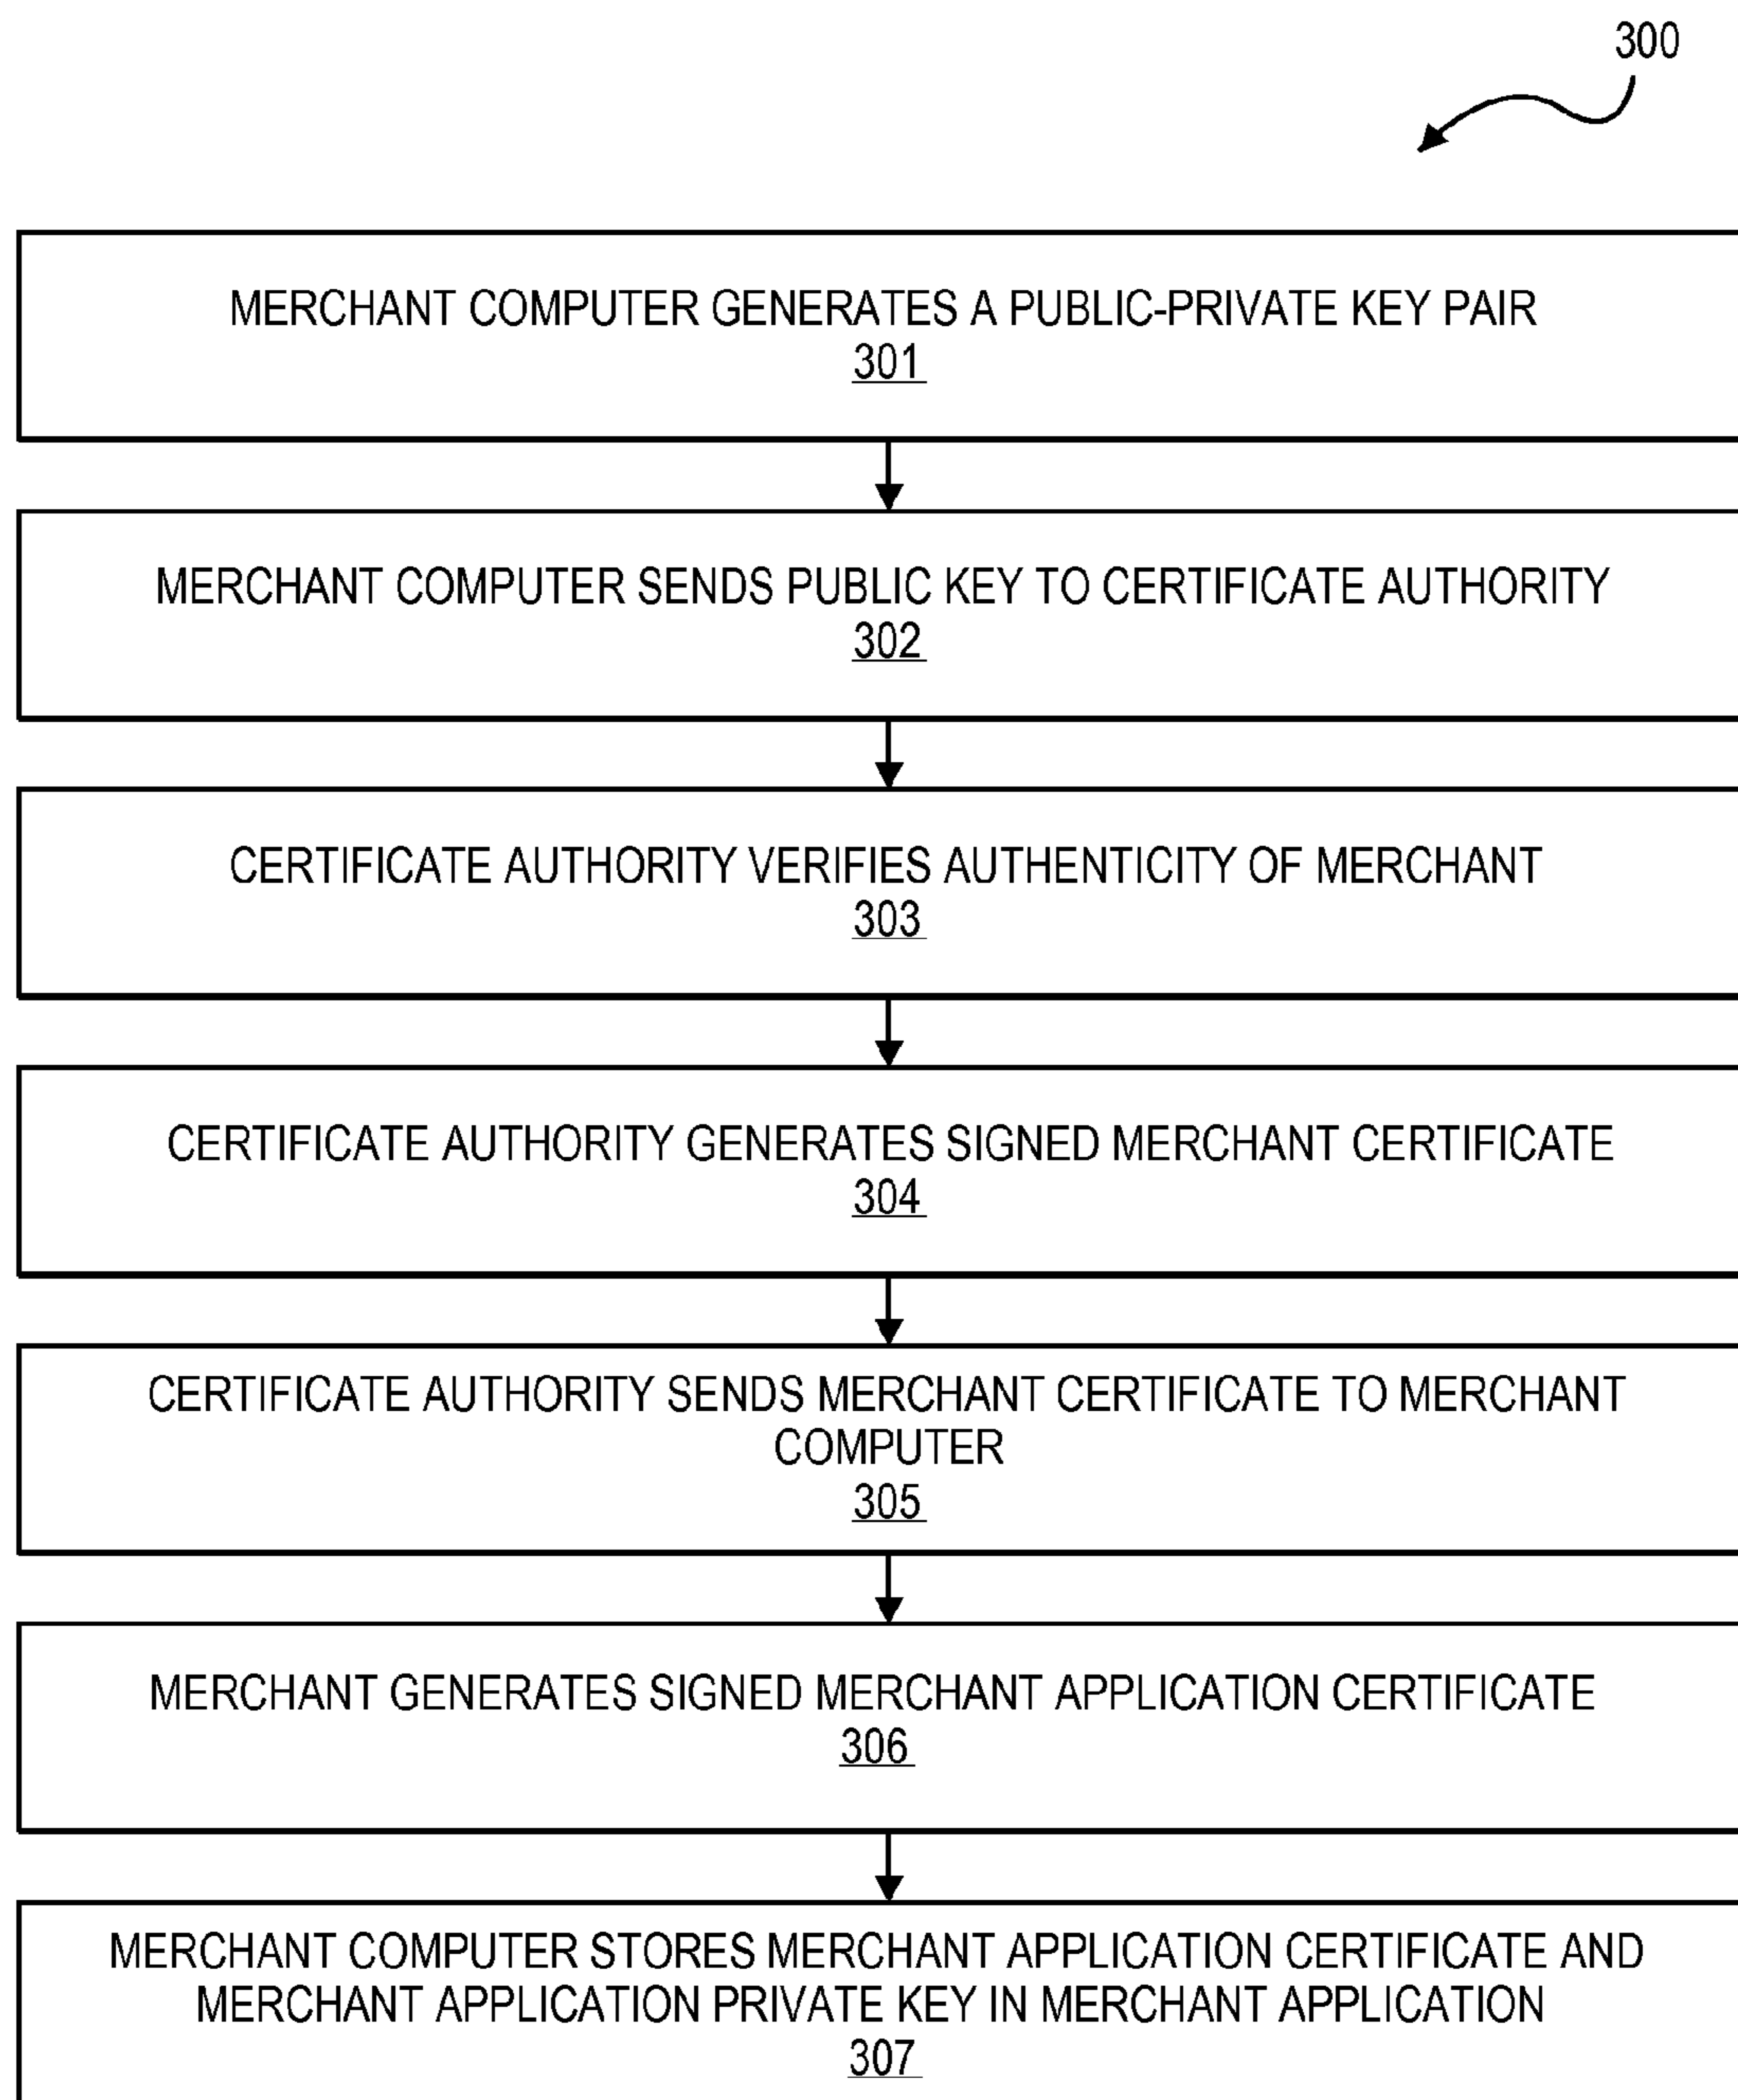 300
MERCHANT COMPUTER GENERATES A PUBLIC-PRIVATE KEY PAIR
301
MERCHANT COMPUTER SENDS PUBLIC KEY TO CERTIFICATE AUTHORITY
302
CERTIFICATE AUTHORITY VERIFIES AUTHENTICITY OF MERCHANT
303
CERTIFICATE AUTHORITY GENERATES SIGNED MERCHANT CERTIFICATE
304
CERTIFICATE AUTHORITY SENDS MERCHANT CERTIFICATE TO MERCHANT
COMPUTER
305
MERCHANT GENERATES SIGNED MERCHANT APPLICATION CERTIFICATE
306
MERCHANT COMPUTER STORES MERCHANT APPLICATION CERTIFICATE AND
MERCHANT APPLICATION PRIVATE KEY IN MERCHANT APPLICATION
307